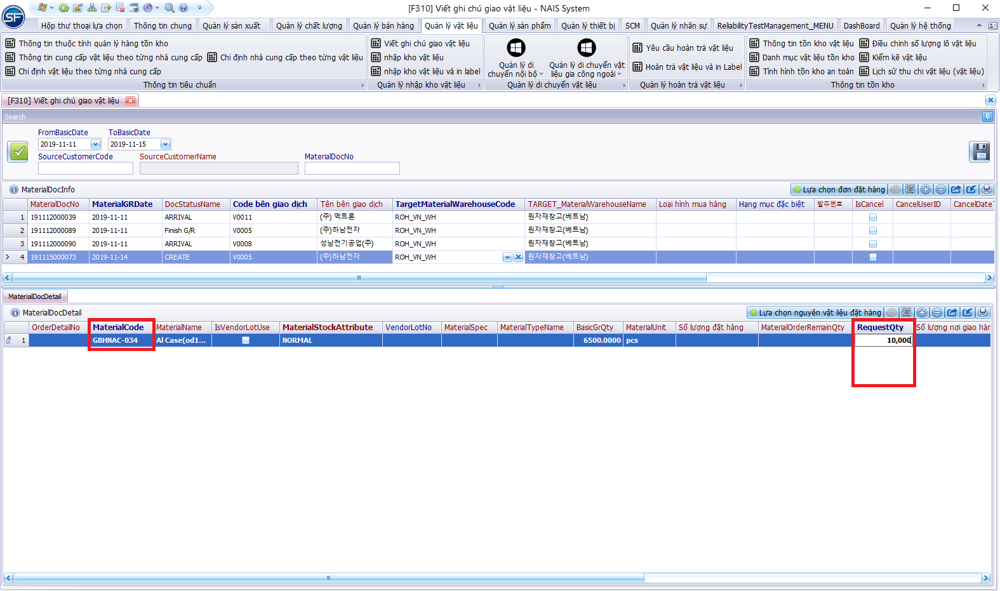 [F310] Viết ghi chú giao vật liệu - NAIS System
SF
Hộp thư thoại lựa chọn Thông tin chung Quản lý sản xuất Quản lý chất lượng Quản lý bán hàng Quản lý vật liệu Quản lý sản phẩm Quản lý thiết bị SCM Quản lý nhân sự ReliabilityTestManagement_MENU DashBoard Quản lý hệ thống
Thông tin thuộc tính quản lý hàng tồn kho
Thông tin cung cấp vật liệu theo từng nhà cung cấp Chỉ định nhà cung cấp theo từng vật liệu
Chỉ định vật liệu theo từng nhà cung cấp
Thông tin tiêu chuẩn
Viết ghi chú giao vật liệu
nhập kho vật liệu
nhập kho vật liệu và in label
Quản lý nhập kho vật liệu
Quản lý di chuyển nội bộ
Quản lý di chuyển vật liệu gia công ngoài
Quản lý di chuyển vật liệu
Yêu cầu hoàn trả vật liệu
Hoàn trả vật liệu và in Label
Quản lý hoàn trả vật liệu
Thông tin tồn kho vật liệu Điều chỉnh số lượng lô vật liệu
Danh mục vật liệu tồn kho Kiểm kê vật liệu
Tình hình tồn kho an toàn Lịch sử thu chi vật liệu (vật liệu)
Thông tin tồn kho
[F310] Viết ghi chú giao vật liệu
Search
FromBasicDate ToBasicDate
2019-11-11 2019-11-15
SourceCustomerCode SourceCustomerName MaterialDocNo
MaterialDocInfo Lựa chọn đơn đặt hàng
MaterialDocNo MaterialGRDate DocStatusName Code bên giao dịch Tên bên giao dịch TargetMaterialWarehouseCode TARGET_MaterialWarehouseName Loại hình mua hàng Hạng mục đặc biệt 발주번호 IsCancel CancelUserID CancelDateT
1 191112000039 2019-11-11 ARRIVAL V0011 (주) 멕트론 ROH_VN_WH 원자재창고(베트남)
2 191112000089 2019-11-11 Finish G/R V0005 (주)하남전자 ROH_VN_WH 원자재창고(베트남)
3 191112000090 2019-11-11 ARRIVAL V0008 성남전기공업(주) ROH_VN_WH 원자재창고(베트남)
4 191115000073 2019-11-14 CREATE V0005 (주)하남전자 ROH_VN_WH 원자재창고(베트남)
MaterialDocDetail
MaterialDocDetail Lựa chọn nguyên vật liệu đặt hàng
OrderDetailNo MaterialCode MaterialName IsVendorLotUse MaterialStockAttribute VendorLotNo MaterialSpec MaterialTypeName BasicGrQty MaterialUnit Số lượng đặt hàng MaterialOrderRemainQty RequestQty Số lượng nơi giao hàn
1 GBHNAC-034 Al Case(od1... NORMAL 6500.0000 pcs 10,000